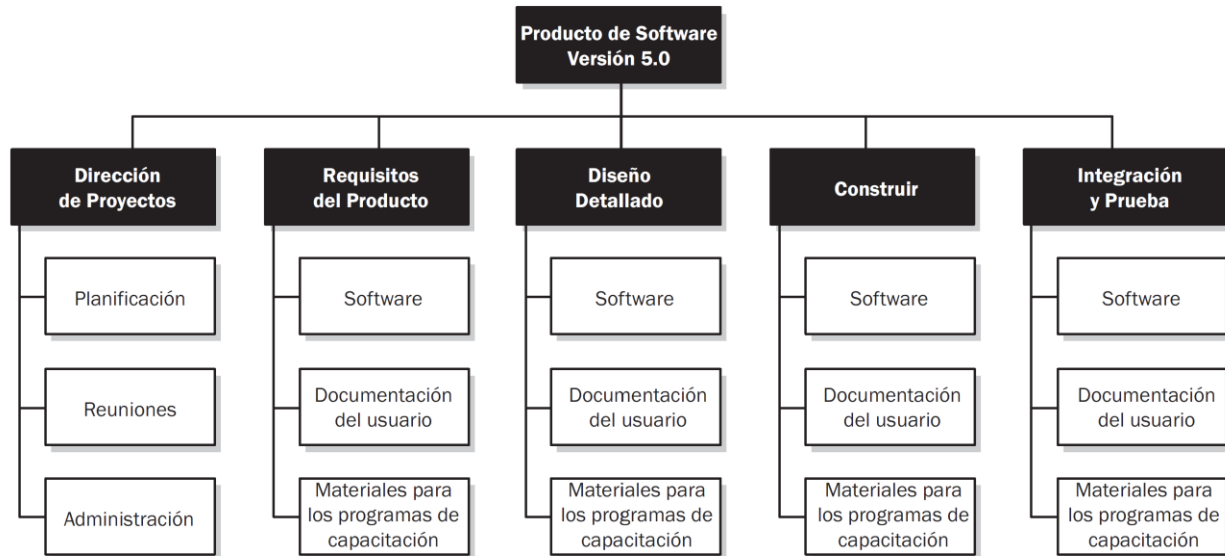 Producto de Software
Versión 5.0
Dirección
de Proyectos
Requisitos
del Producto
Diseño
Detallado
Construir
Integración
y Prueba
Planificación
Software
Software
Software
Software
Reuniones
Documentación
del usuario
Documentación
del usuario
Documentación
del usuario
Documentación
del usuario
Administración
Materiales para
los programas de
capacitación
Materiales para
los programas de
capacitación
Materiales para
los programas de
capacitación
Materiales para
los programas de
capacitación